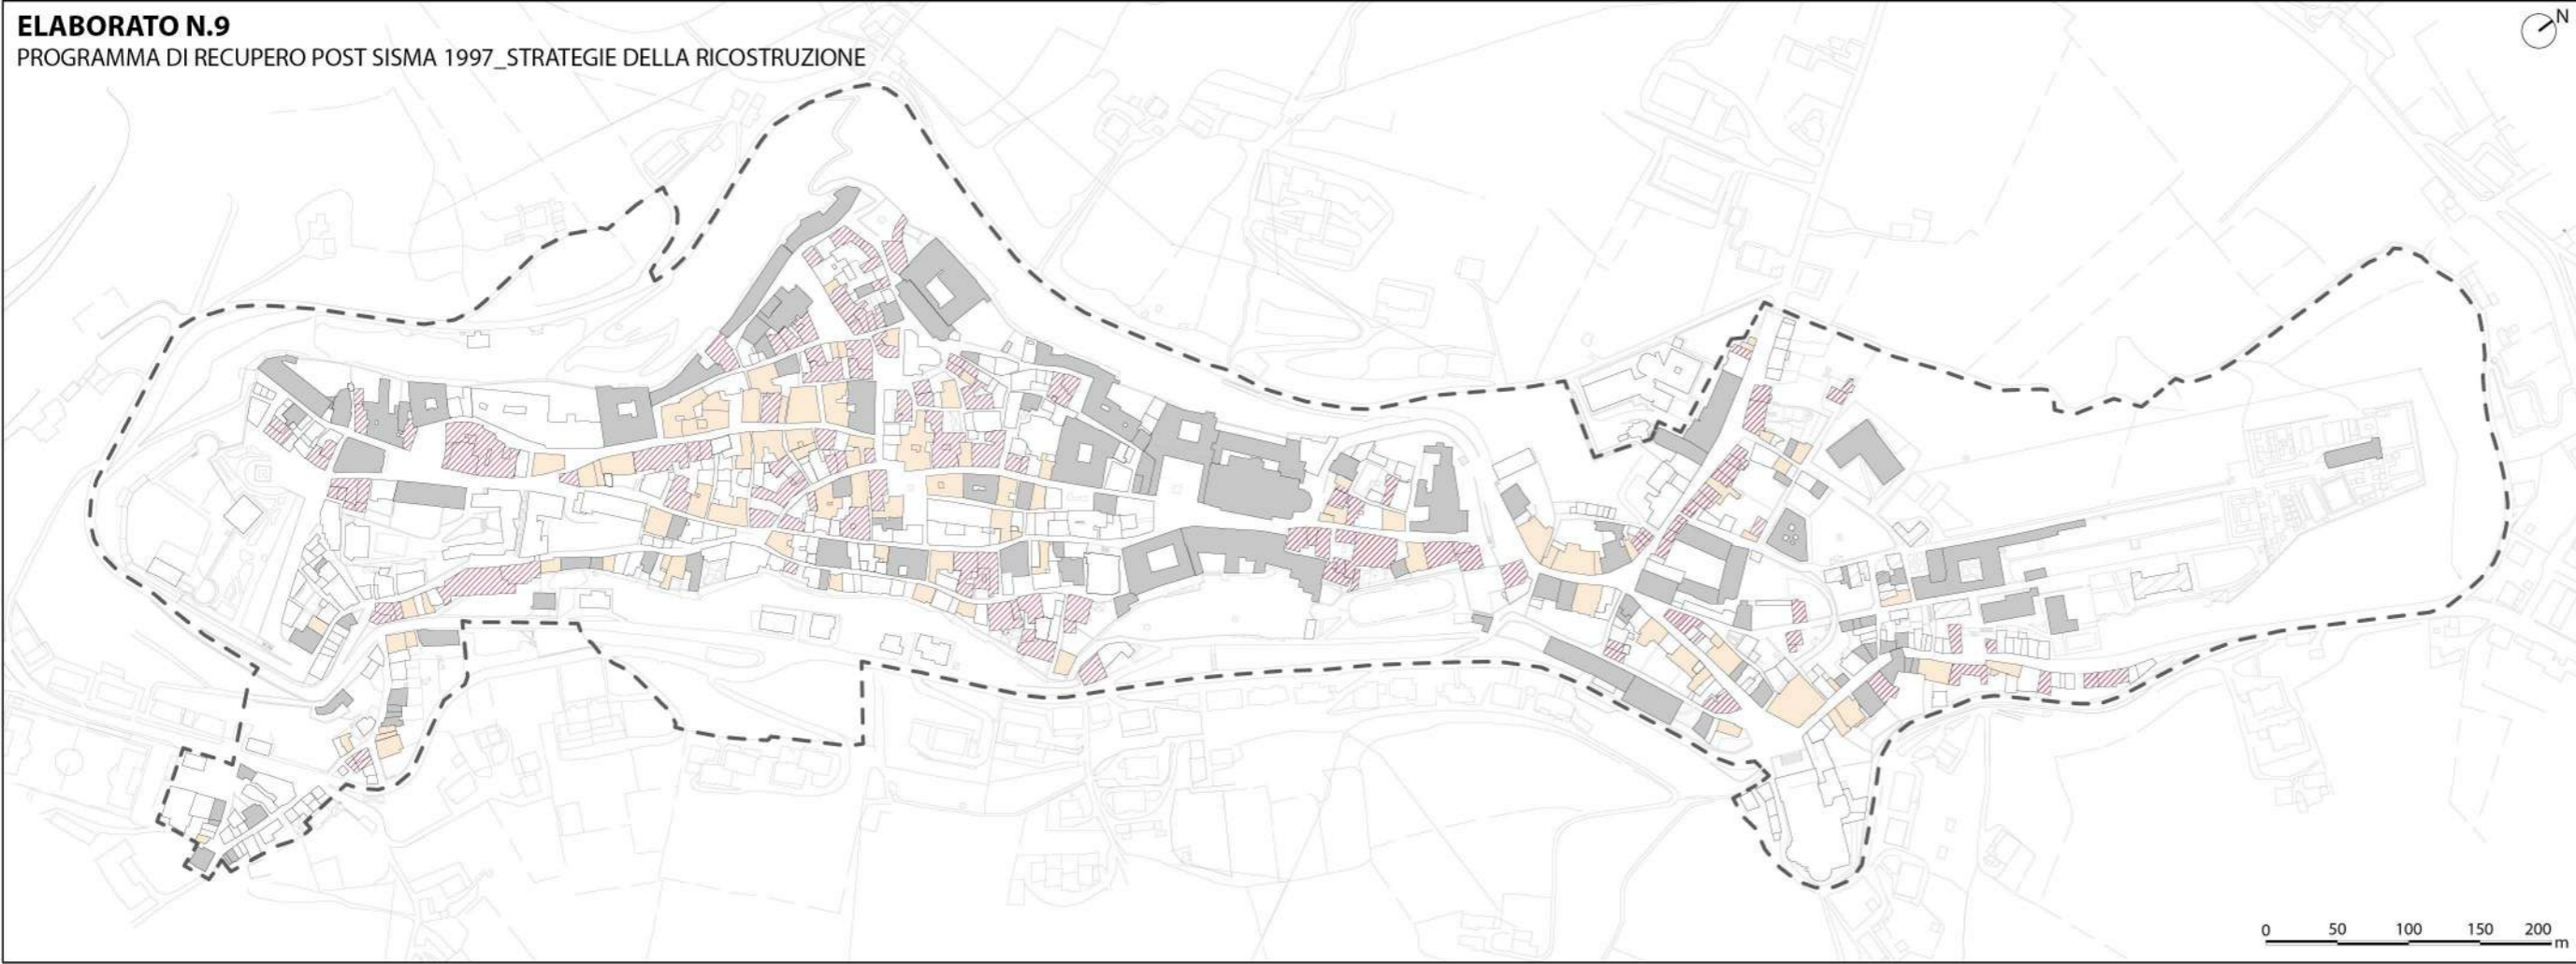 ELABORATO N.9
PROGRAMMA DI RECUPERO POST SISMA 1997_STRATEGIE DELLA RICOSTRUZIONE
N
0 50 100 150 200
m